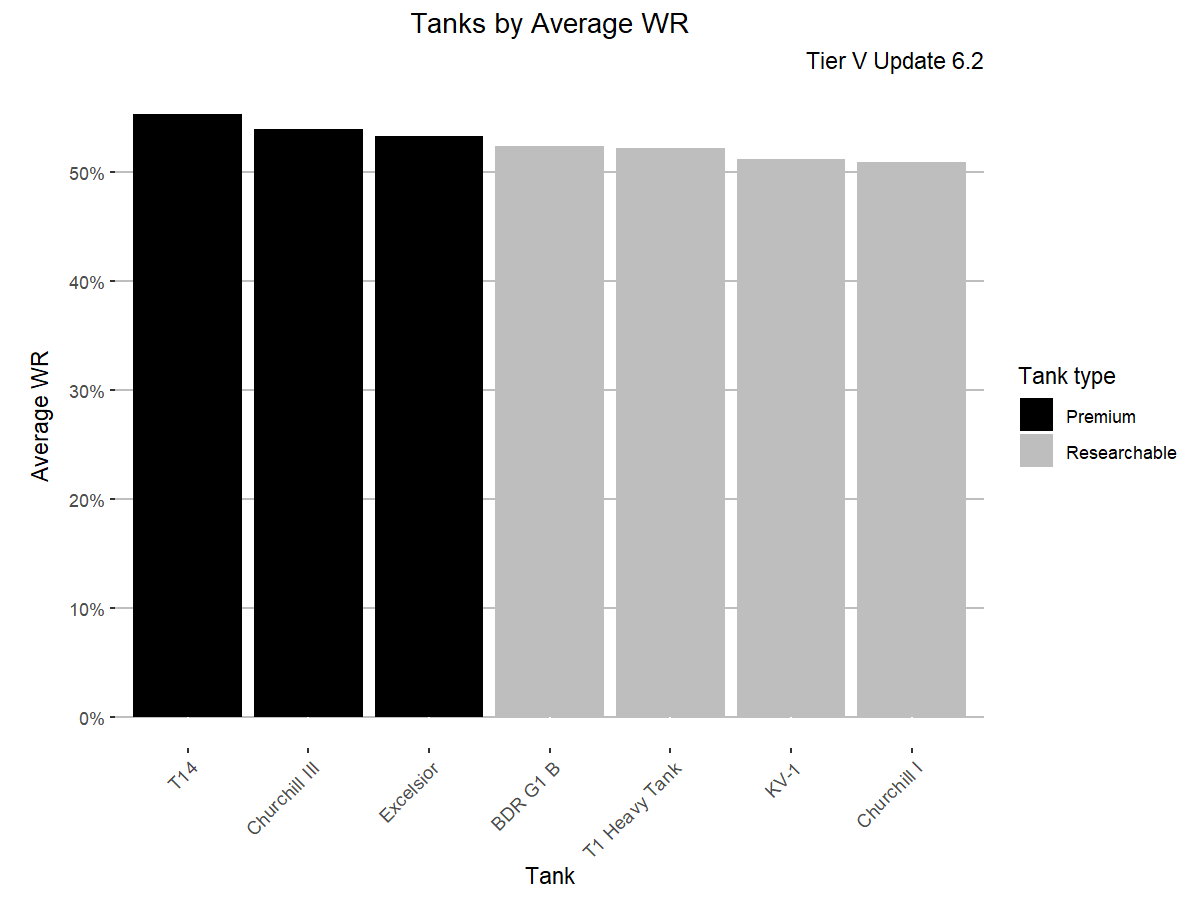 Tanks by Average WR
Tier V Update 6.2
Average WR
50%
40%
30%
20%
10%
0%
T14
Churchill III
Excelsior
BDR G1 B
T1 Heavy Tank
KV-1
Churchill I
Tank
Tank type
Premium
Researchable